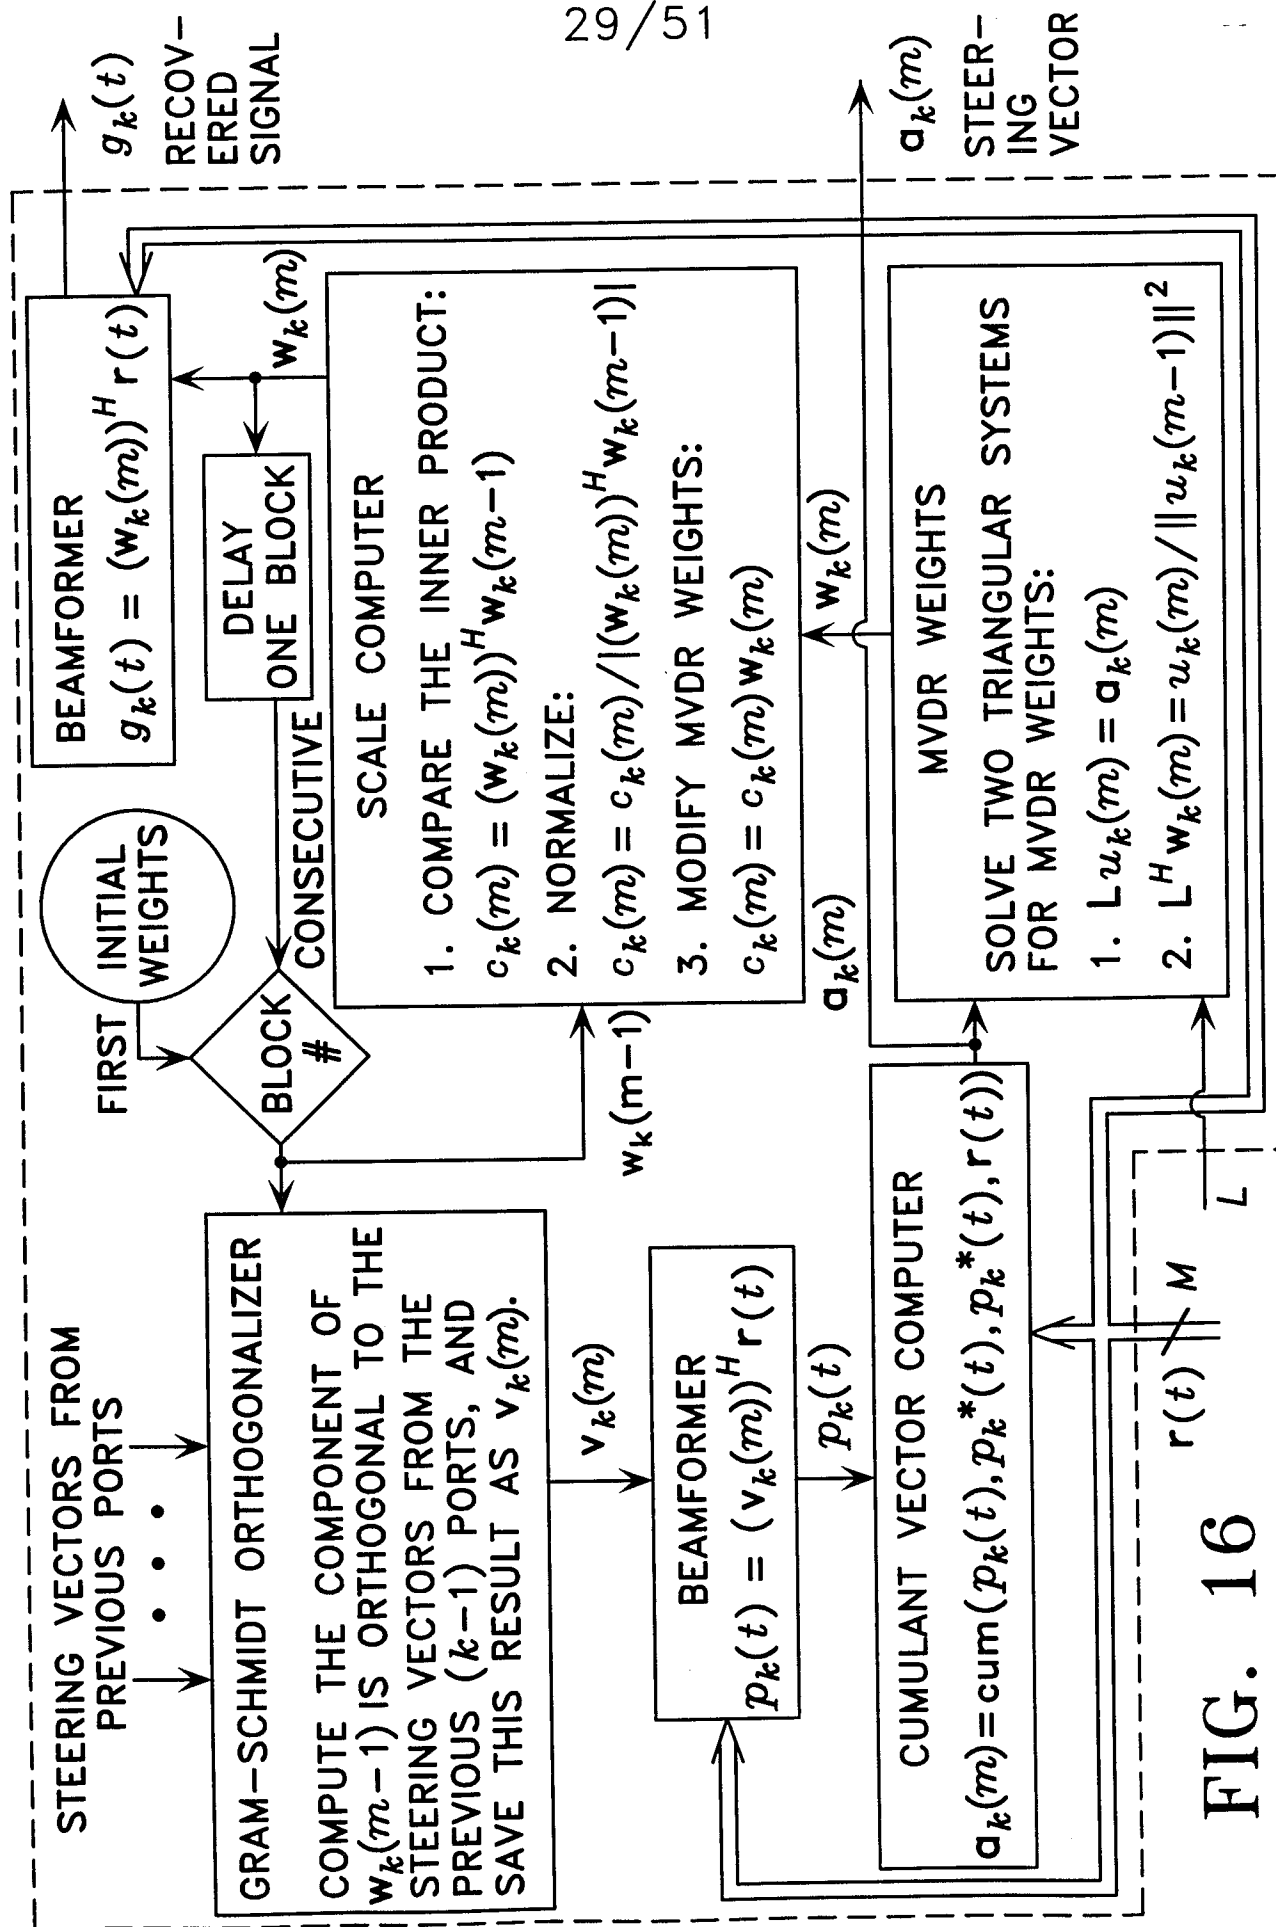 29/51
STEERING VECTORS FROM
PREVIOUS PORTS
FIRST
INITIAL
WEIGHTS
BLOCK
#
CONSECUTIVE
DELAY
ONE BLOCK
BEAMFORMER
g_k(t) = (w_k(m))^H r(t)
g_k(t)
RECOV-
ERED
SIGNAL
w_k(m)
GRAM-SCHMIDT ORTHOGONALIZER
COMPUTE THE COMPONENT OF
w_k(m-1) IS ORTHOGONAL TO THE
STEERING VECTORS FROM THE
PREVIOUS (k-1) PORTS, AND
SAVE THIS RESULT AS v_k(m).
w_k(m-1)
SCALE COMPUTER
1. COMPARE THE INNER PRODUCT:
c_k(m) = (w_k(m))^H w_k(m-1)
2. NORMALIZE:
c_k(m) = c_k(m)/|(w_k(m))^H w_k(m-1)|
3. MODIFY MVDR WEIGHTS:
c_k(m) = c_k(m) w_k(m)
v_k(m)
BEAMFORMER
p_k(t) = (v_k(m))^H r(t)
p_k(t)
a_k(m)
w_k(m)
a_k(m)
STEER-
ING
VECTOR
CUMULANT VECTOR COMPUTER
a_k(m)=cum(p_k(t),p_k*(t),p_k*(t),r(t))
MVDR WEIGHTS
SOLVE TWO TRIANGULAR SYSTEMS
FOR MVDR WEIGHTS:
1. L u_k(m) = a_k(m)
2. L^H w_k(m) = u_k(m)/||u_k(m-1)||^2
r(t)
M
L
FIG. 16